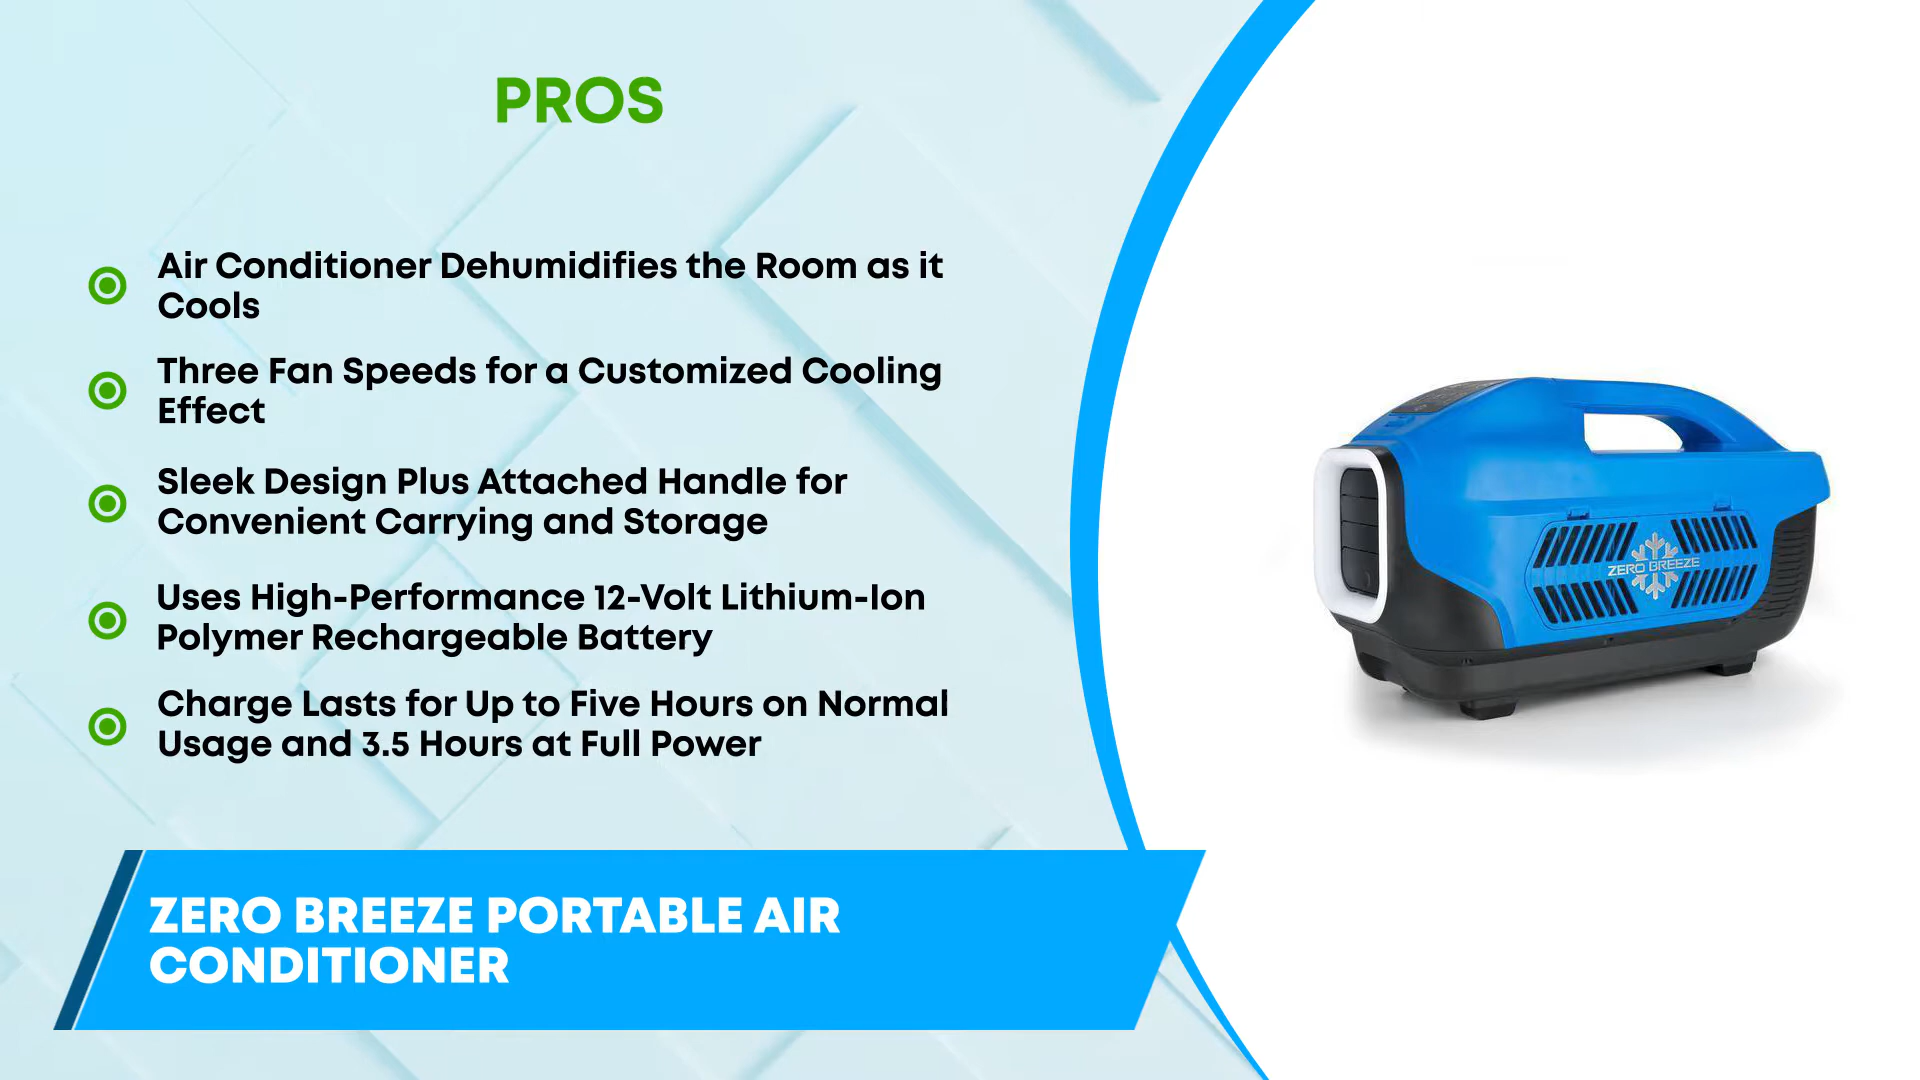 PROS
Air Conditioner Dehumidifies the Room as it
Cools
Three Fan Speeds for a Customized Cooling
Effect
Sleek Design Plus Attached Handle for
Convenient Carrying and Storage
Uses High-Performance 12-Volt Lithium-Ion
Polymer Rechargeable Battery
Charge Lasts for Up to Five Hours on Normal
Usage and 3.5 Hours at Full Power
ZERO BREEZE PORTABLE AIR
CONDITIONER
ZERO BREEZE